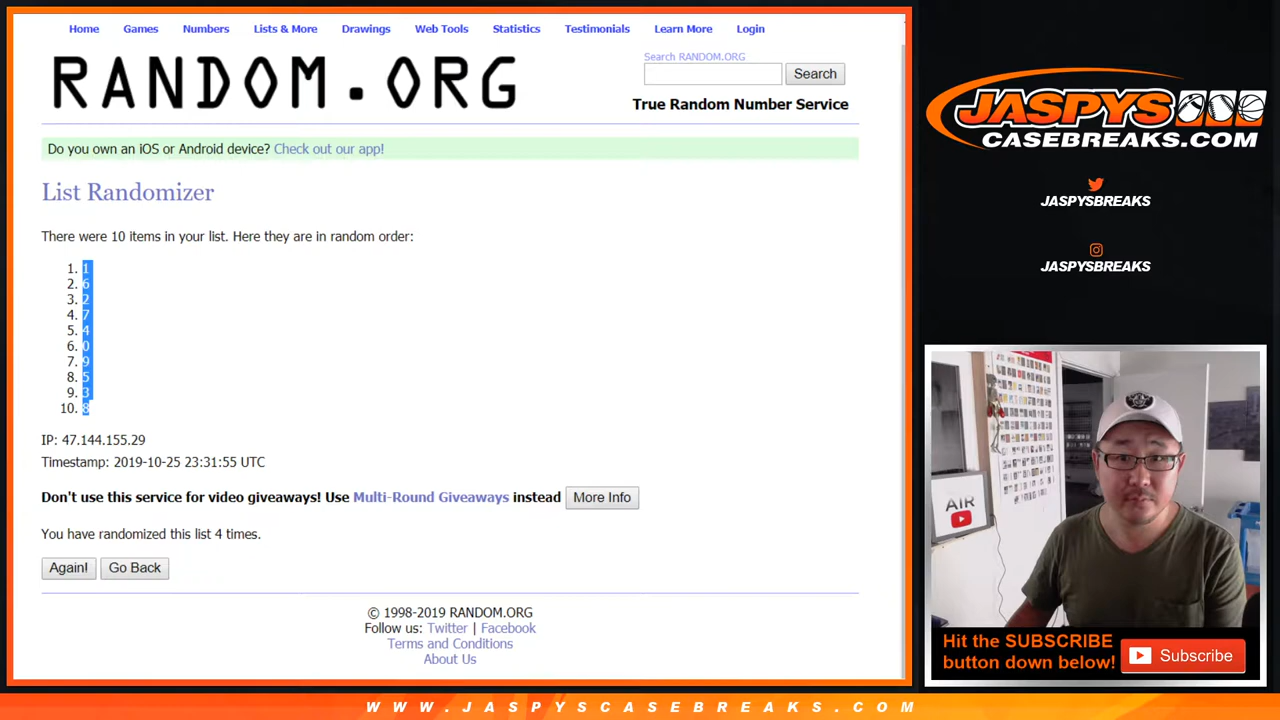 Home Games Numbers Lists & More Drawings Web Tools Statistics Testimonials Learn More Login
RANDOM.ORG
Search RANDOM.ORG
Search
True Random Number Service
Do you own an iOS or Android device? Check out our app!
List Randomizer
There were 10 items in your list. Here they are in random order:
1. 1
2. 6
3. 2
4. 7
5. 4
6. 0
7. 9
8. 5
9. 3
10. 8
IP: 47.144.155.29
Timestamp: 2019-10-25 23:31:55 UTC
Don't use this service for video giveaways! Use Multi-Round Giveaways instead More Info
You have randomized this list 4 times.
Again! Go Back
© 1998-2019 RANDOM.ORG
Follow us: Twitter | Facebook
Terms and Conditions
About Us
JASPYS
CASEBREAKS.COM
JASPYSBREAKS
JASPYSBREAKS
AIR
Hit the SUBSCRIBE
button down below!
Subscribe
WWW.JASPYSCASEBREAKS.COM